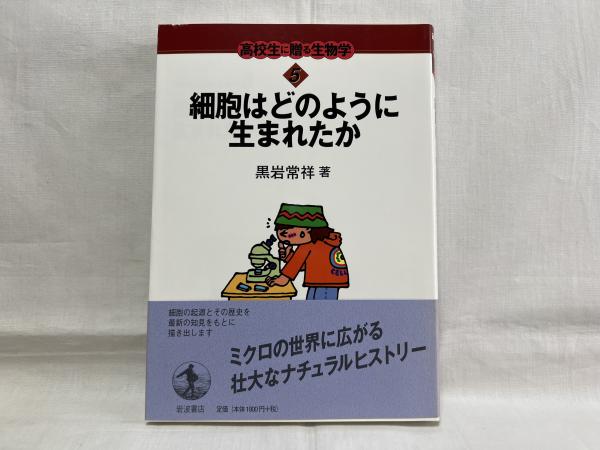 高校生に贈る生物学
5
細胞はどのように
生まれたか
黒岩常祥 著
CELL
細胞の起源とその歴史を
最新の知見をもとに
描き出します
ミクロの世界に広がる
壮大なナチュラルヒストリー
岩波書店
定価(本体1900円+税)